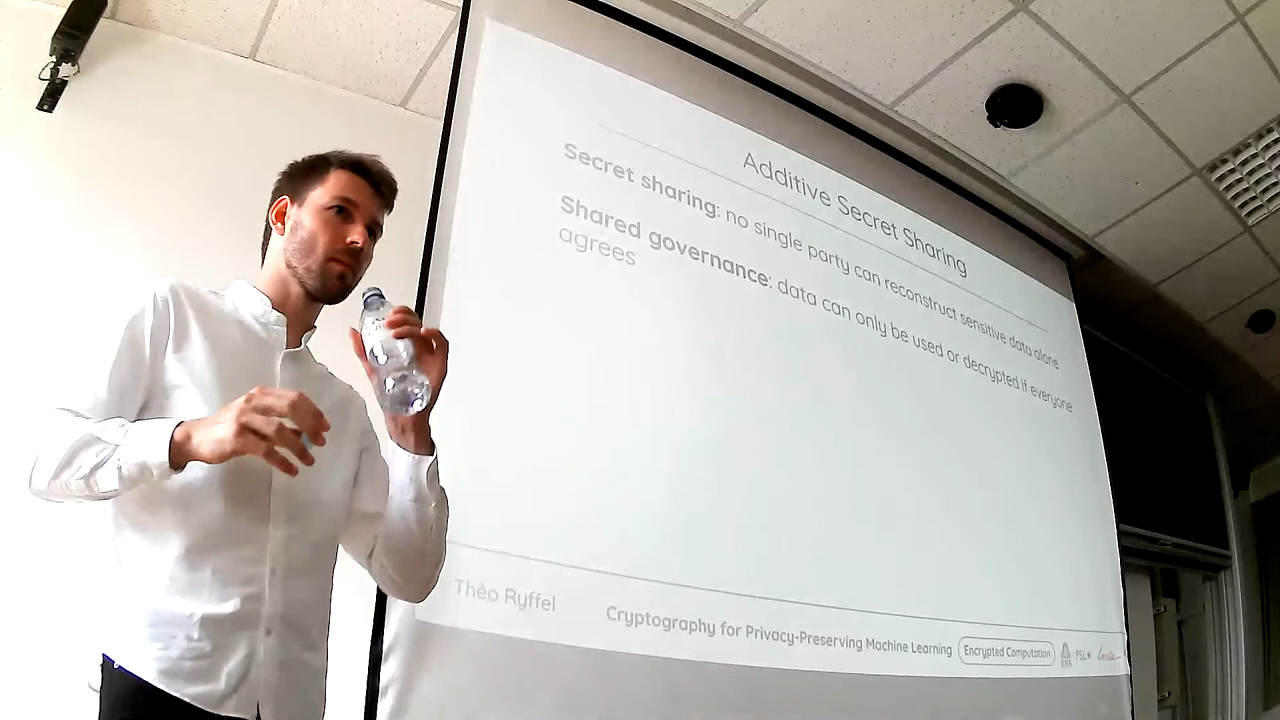 Additive Secret Sharing
Secret sharing: no single party can reconstruct sensitive data alone
Shared governance: data can only be used or decrypted if everyone
agrees
Théo Ryffel
Cryptography for Privacy-Preserving Machine Learning
Encrypted Computation
ENS
PSL★
Inria